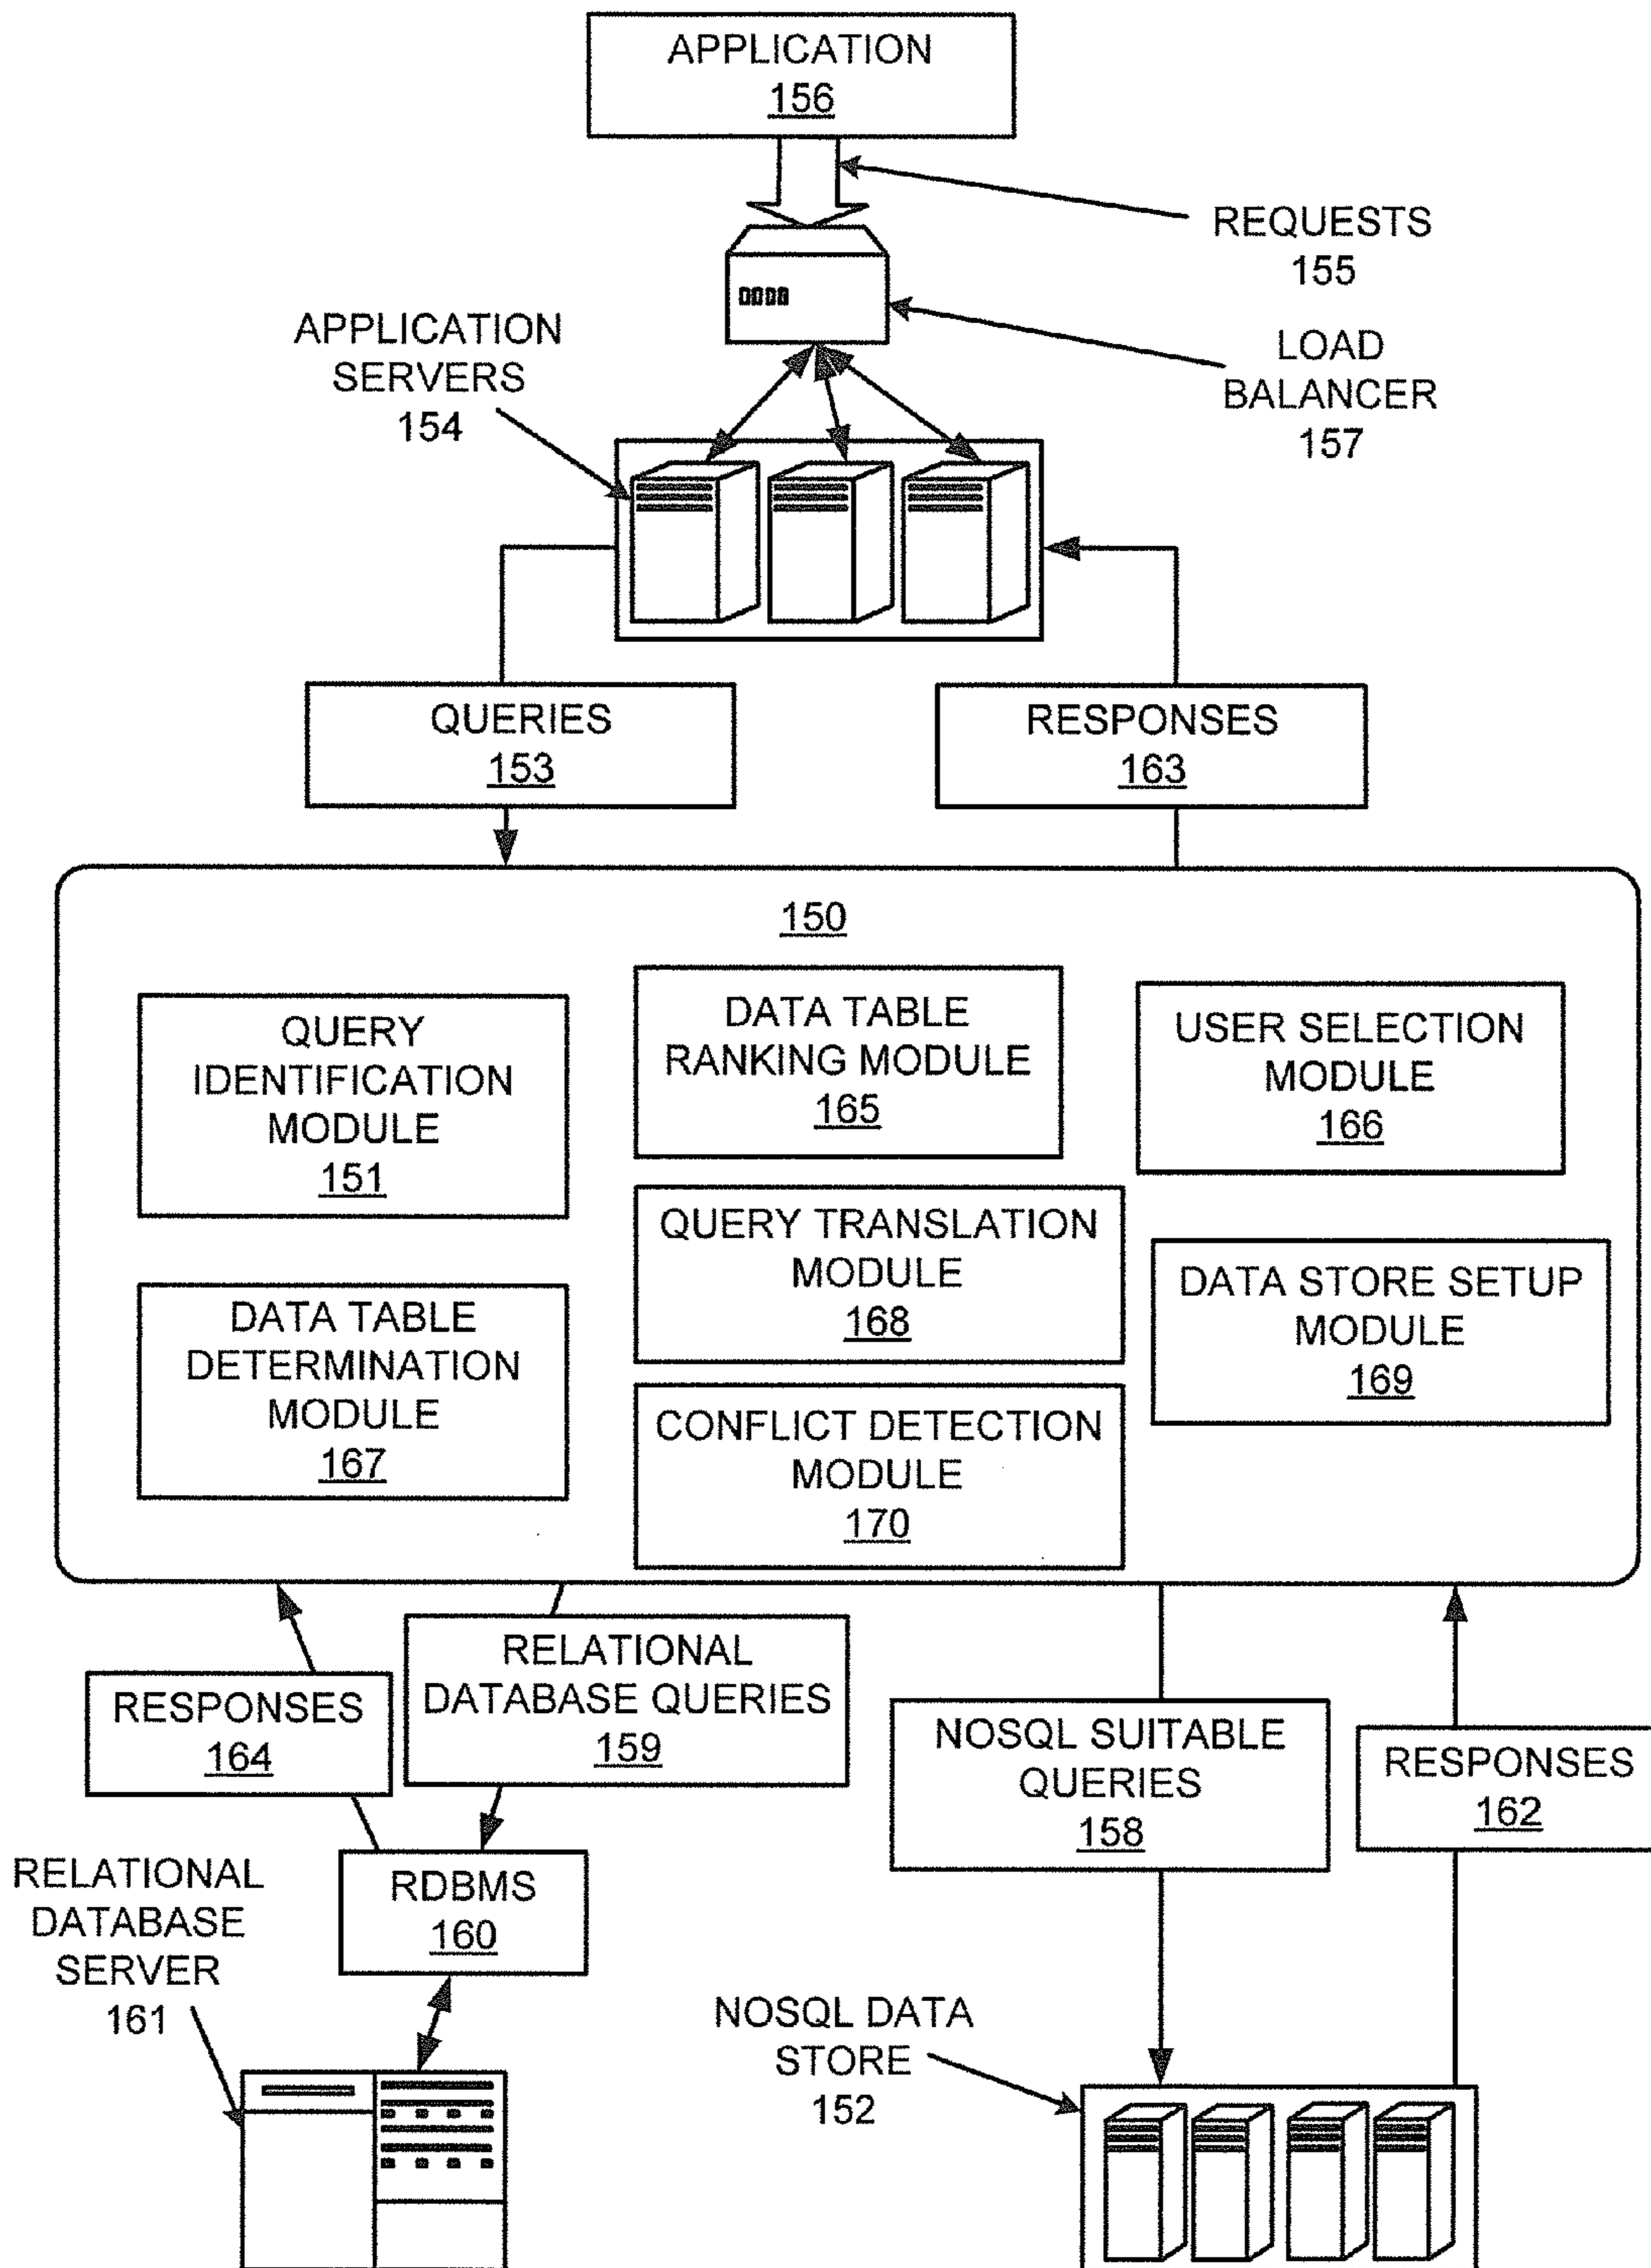 APPLICATION
156
REQUESTS
155
APPLICATION
SERVERS
154
LOAD
BALANCER
157
QUERIES
153
RESPONSES
163
150
QUERY
IDENTIFICATION
MODULE
151
DATA TABLE
RANKING MODULE
165
USER SELECTION
MODULE
166
QUERY TRANSLATION
MODULE
168
DATA STORE SETUP
MODULE
169
DATA TABLE
DETERMINATION
MODULE
167
CONFLICT DETECTION
MODULE
170
RESPONSES
164
RELATIONAL
DATABASE QUERIES
159
NOSQL SUITABLE
QUERIES
158
RESPONSES
162
RELATIONAL
DATABASE
SERVER
161
RDBMS
160
NOSQL DATA
STORE
152